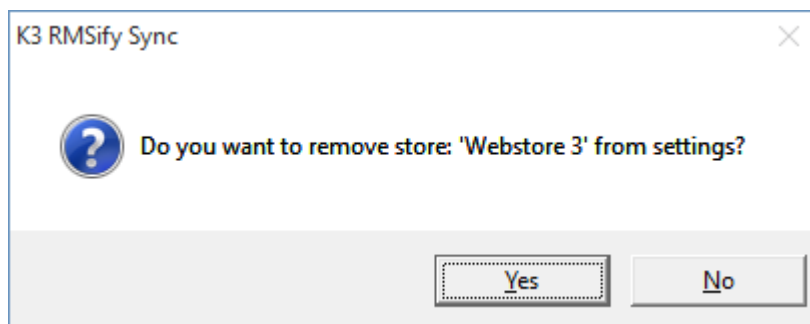 K3 RMSify Sync
Do you want to remove store: 'Webstore 3' from settings?
Yes No